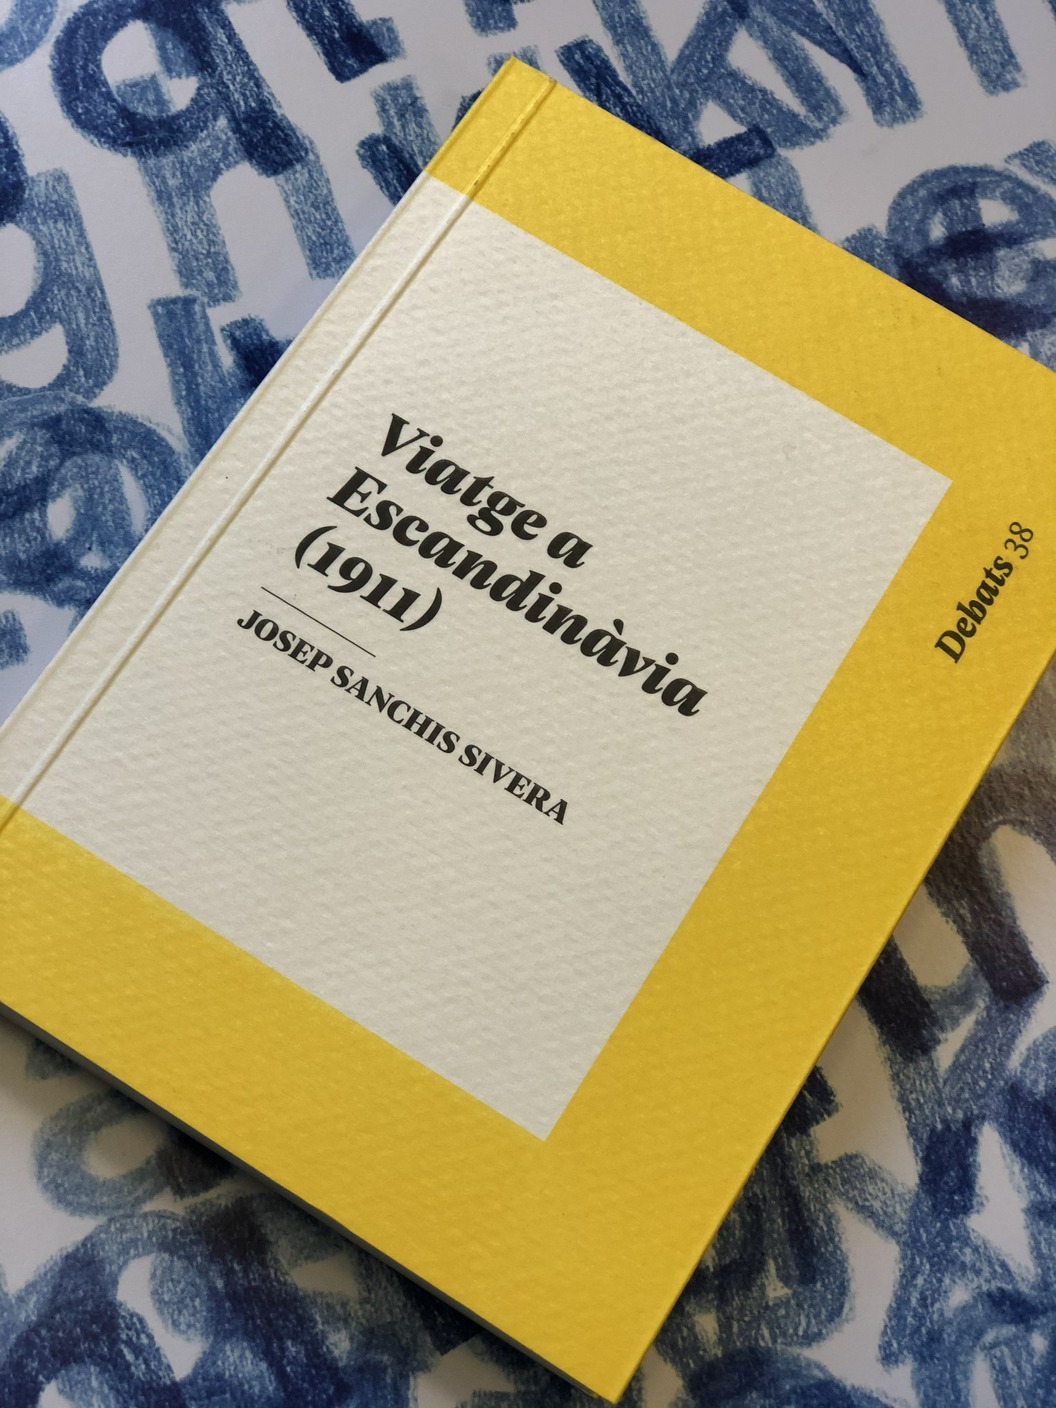 Viatge a
Escandinàvia
(1911)
JOSEP SANCHIS SIVERA
Debats 38